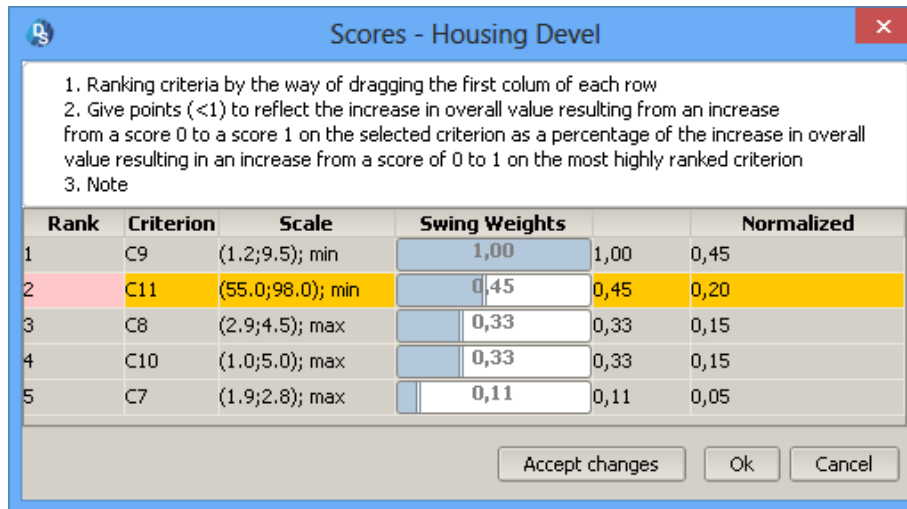 DS
Scores - Housing Devel
×
1. Ranking criteria by the way of dragging the first colum of each row
2. Give points (<1) to reflect the increase in overall value resulting from an increase
from a score 0 to a score 1 on the selected criterion as a percentage of the increase in overall
value resulting in an increase from a score of 0 to 1 on the most highly ranked criterion
3. Note
Rank Criterion Scale Swing Weights Normalized
1 C9 (1.2;9.5); min 1,00 1,00 0,45
2 C11 (55.0;98.0); min 0,45 0,45 0,20
3 C8 (2.9;4.5); max 0,33 0,33 0,15
4 C10 (1.0;5.0); max 0,33 0,33 0,15
5 C7 (1.9;2.8); max 0,11 0,11 0,05
Accept changes Ok Cancel